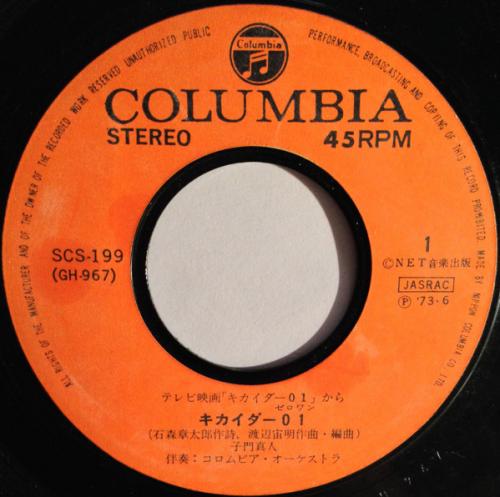 ALL RIGHTS OF THE MANUFACTURER AND OF THE OWNER OF THE RECORDED WORK RESERVED UNAUTHORIZED PUBLIC PERFORMANCE, BROADCASTING AND COPYING OF THIS RECORD PROHIBITED MADE BY NIPPON COLUMBIA CO. LTD.
Columbia
COLUMBIA
STEREO 45RPM
SCS-199
(GH-967)
1
©NET音楽出版
JASRAC
Ⓟ '73・6
テレビ映画「キカイダー01」から
ゼロワン
キカイダー01
(石森章太郎作詩、渡辺宙明作曲・編曲)
子門真人
伴奏：コロムビア・オーケストラ